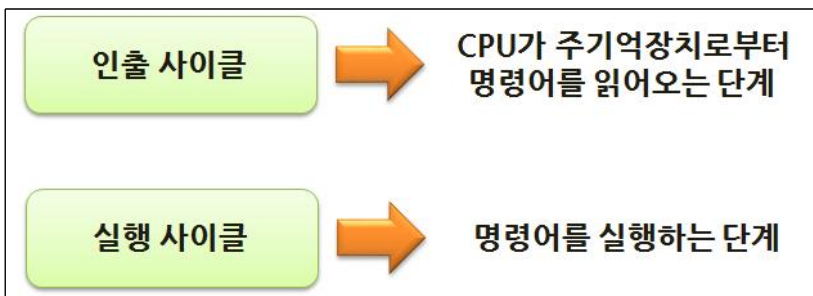 인출 사이클
CPU가 주기억장치로부터
명령어를 읽어오는 단계
실행 사이클
명령어를 실행하는 단계